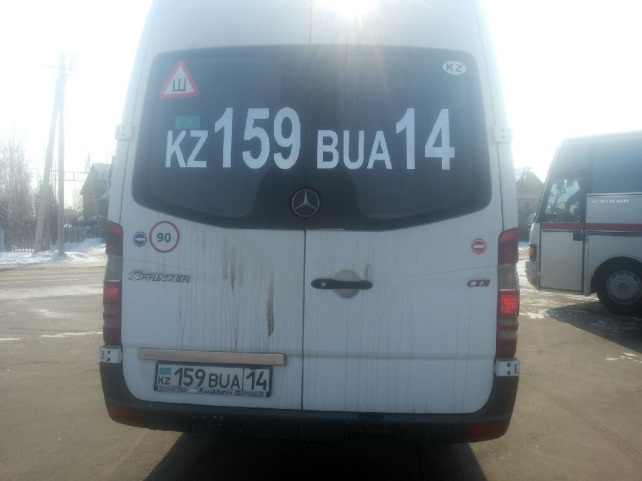 Ш
KZ
KZ 159 BUA 14
90
SPRINTER
CDI
KZ 159 BUA 14